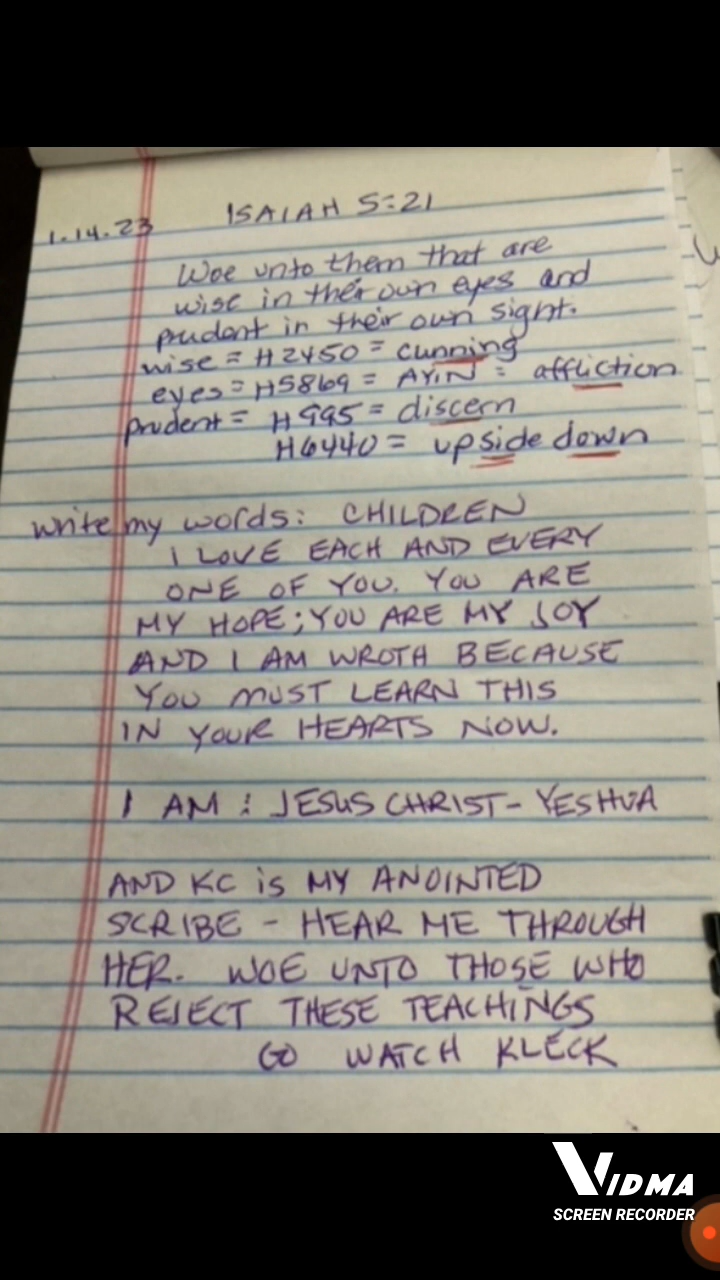 1.14.23 ISAIAH 5:21
Woe unto them that are
wise in their own eyes and
prudent in their own sight.
wise = H2450 = cunning
eyes = H5869 = AYIN = affliction
prudent = H995 = discern
H6440 = upside down
write my words: CHILDREN
I LOVE EACH AND EVERY
ONE OF YOU. YOU ARE
MY HOPE; YOU ARE MY JOY
AND I AM WROTH BECAUSE
YOU MUST LEARN THIS
IN YOUR HEARTS NOW.
I AM : JESUS CHRIST - YESHUA
AND KC is MY ANOINTED
SCRIBE - HEAR ME THROUGH
HER. WOE UNTO THOSE WHO
REJECT THESE TEACHINGS
GO WATCH KLECK
VIDMA
SCREEN RECORDER